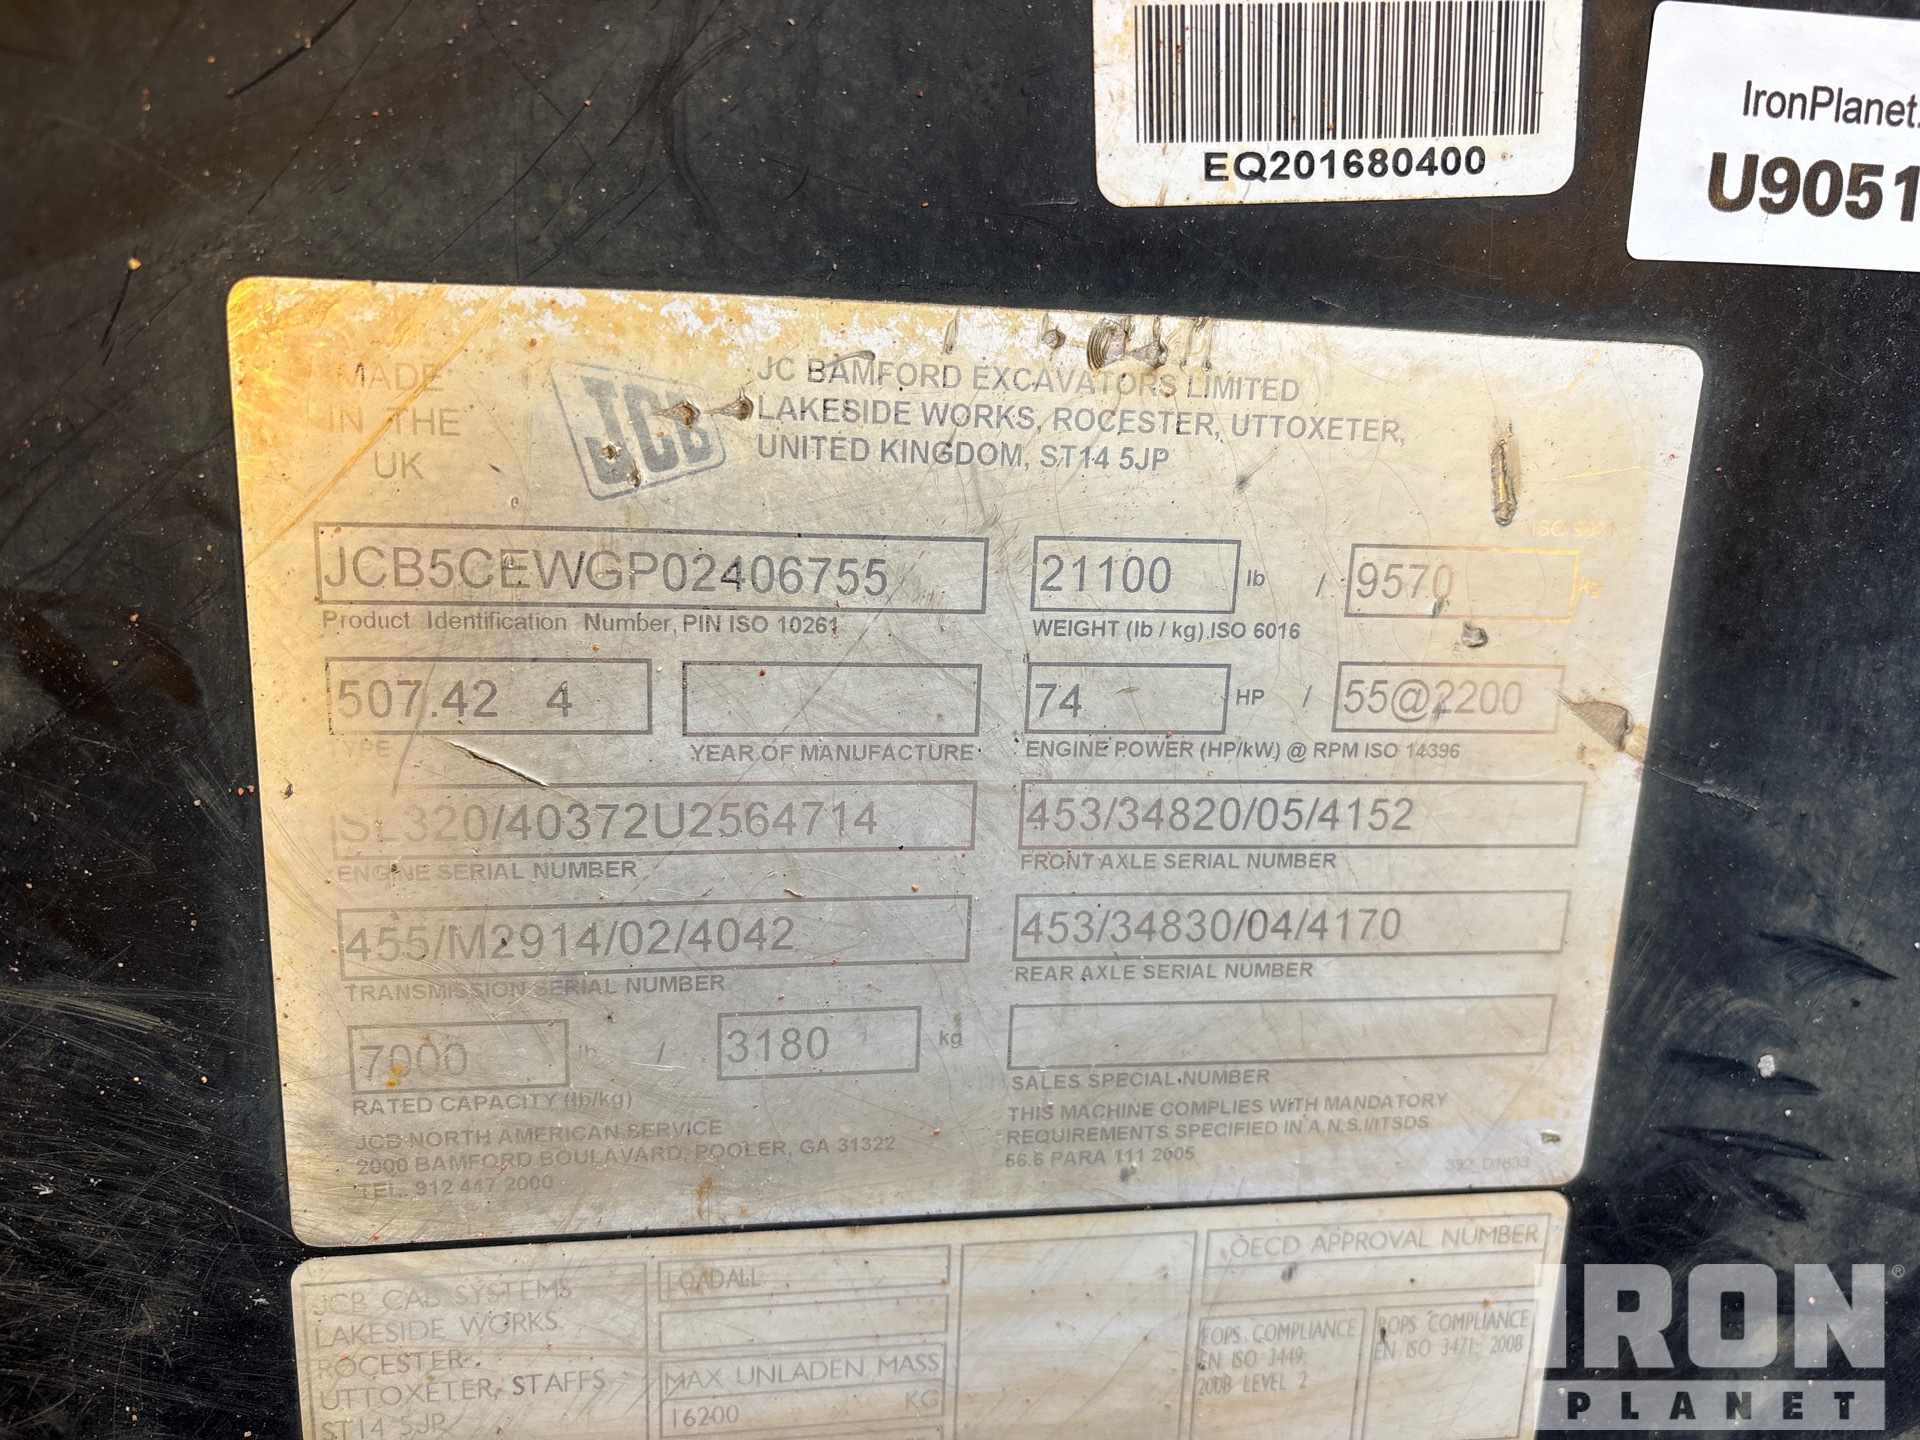 EQ201680400
IronPlanet.
U9051
MADE
IN THE
UK
JCB
JC BAMFORD EXCAVATORS LIMITED
LAKESIDE WORKS, ROCESTER, UTTOXETER,
UNITED KINGDOM, ST14 5JP
JCB5CEWGP02406755
Product Identification Number, PIN ISO 10261
21100 lb / 9570 kg
WEIGHT (lb / kg) ISO 6016
507.42 4
TYPE
YEAR OF MANUFACTURE
74 HP / 55@2200
ENGINE POWER (HP/kW) @ RPM ISO 14396
SL320/40372U2564714
ENGINE SERIAL NUMBER
453/34820/05/4152
FRONT AXLE SERIAL NUMBER
455/M2914/02/4042
TRANSMISSION SERIAL NUMBER
453/34830/04/4170
REAR AXLE SERIAL NUMBER
7000 lb / 3180 kg
RATED CAPACITY (lb/kg)
SALES SPECIAL NUMBER
JCB NORTH AMERICAN SERVICE
2000 BAMFORD BOULAVARD, POOLER, GA 31322
TEL. 912 447 2000
THIS MACHINE COMPLIES WITH MANDATORY
REQUIREMENTS SPECIFIED IN A.N.S.I/ITSDS
56.6 PARA 111 2005
JCB CAB SYSTEMS
LAKESIDE WORKS
ROCESTER
UTTOXETER, STAFFS
ST14 5JP
LOADALL
MAX UNLADEN MASS
16200 KG
OECD APPROVAL NUMBER
FOPS COMPLIANCE
EN ISO 3449:
2008 LEVEL 2
ROPS COMPLIANCE
EN ISO 3471: 2008
IRON®
PLANET